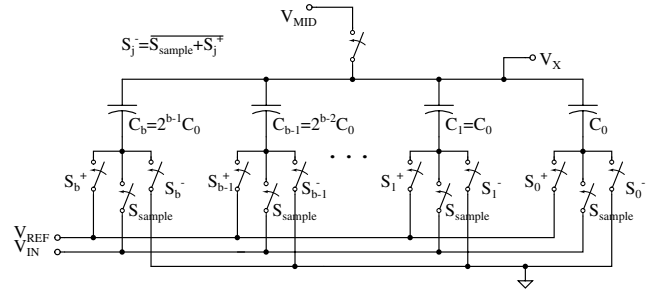 V_MID
S_j^-=\overline{S_sample+S_j^+}
V_X
C_b=2^{b-1}C_0
C_{b-1}=2^{b-2}C_0
C_1=C_0
C_0
S_b^+
S_b^-
S_{b-1}^+
S_{b-1}^-
. . .
S_1^+
S_1^-
S_0^+
S_0^-
S_sample
S_sample
S_sample
S_sample
V_REF
V_IN